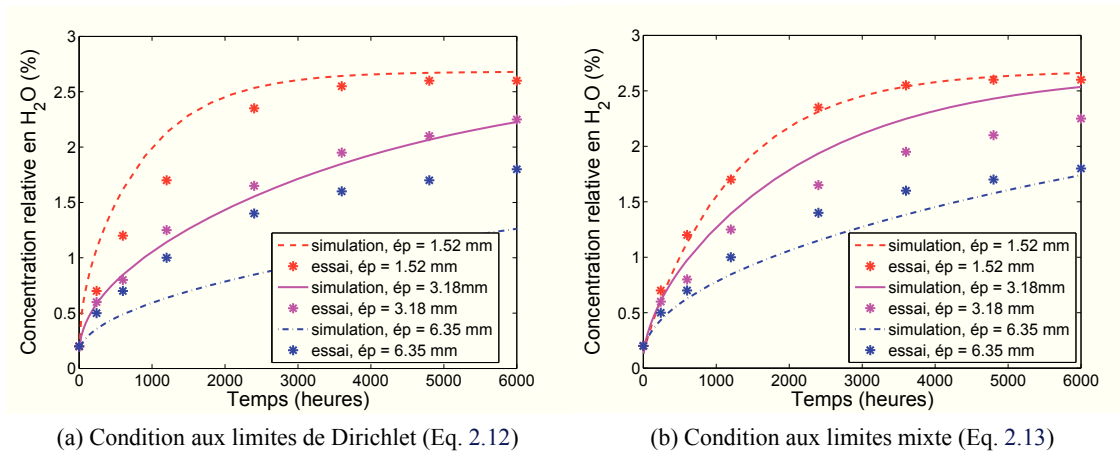 3
2.5
2
1.5
1
0.5
0
0 1000 2000 3000 4000 5000 6000
Temps (heures)
Concentration relative en H2O (%)
simulation, ép = 1.52 mm
essai, ép = 1.52 mm
simulation, ép = 3.18mm
essai, ép = 3.18 mm
simulation, ép = 6.35 mm
essai, ép = 6.35 mm
(a) Condition aux limites de Dirichlet (Eq. 2.12)
3
2.5
2
1.5
1
0.5
0
0 1000 2000 3000 4000 5000 6000
Temps (heures)
Concentration relative en H2O (%)
simulation, ép = 1.52 mm
essai, ép = 1.52 mm
simulation, ép = 3.18mm
essai, ép = 3.18 mm
simulation, ép = 6.35 mm
essai, ép = 6.35 mm
(b) Condition aux limites mixte (Eq. 2.13)